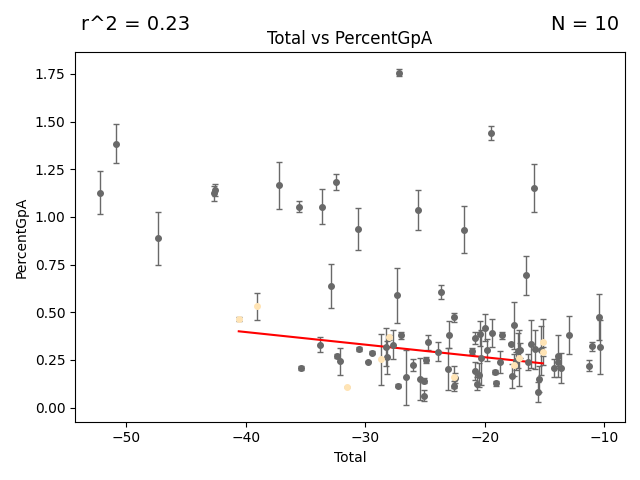 r^2 = 0.23
N = 10
Total vs PercentGpA
PercentGpA
1.75
1.50
1.25
1.00
0.75
0.50
0.25
0.00
−50
−40
−30
−20
−10
Total